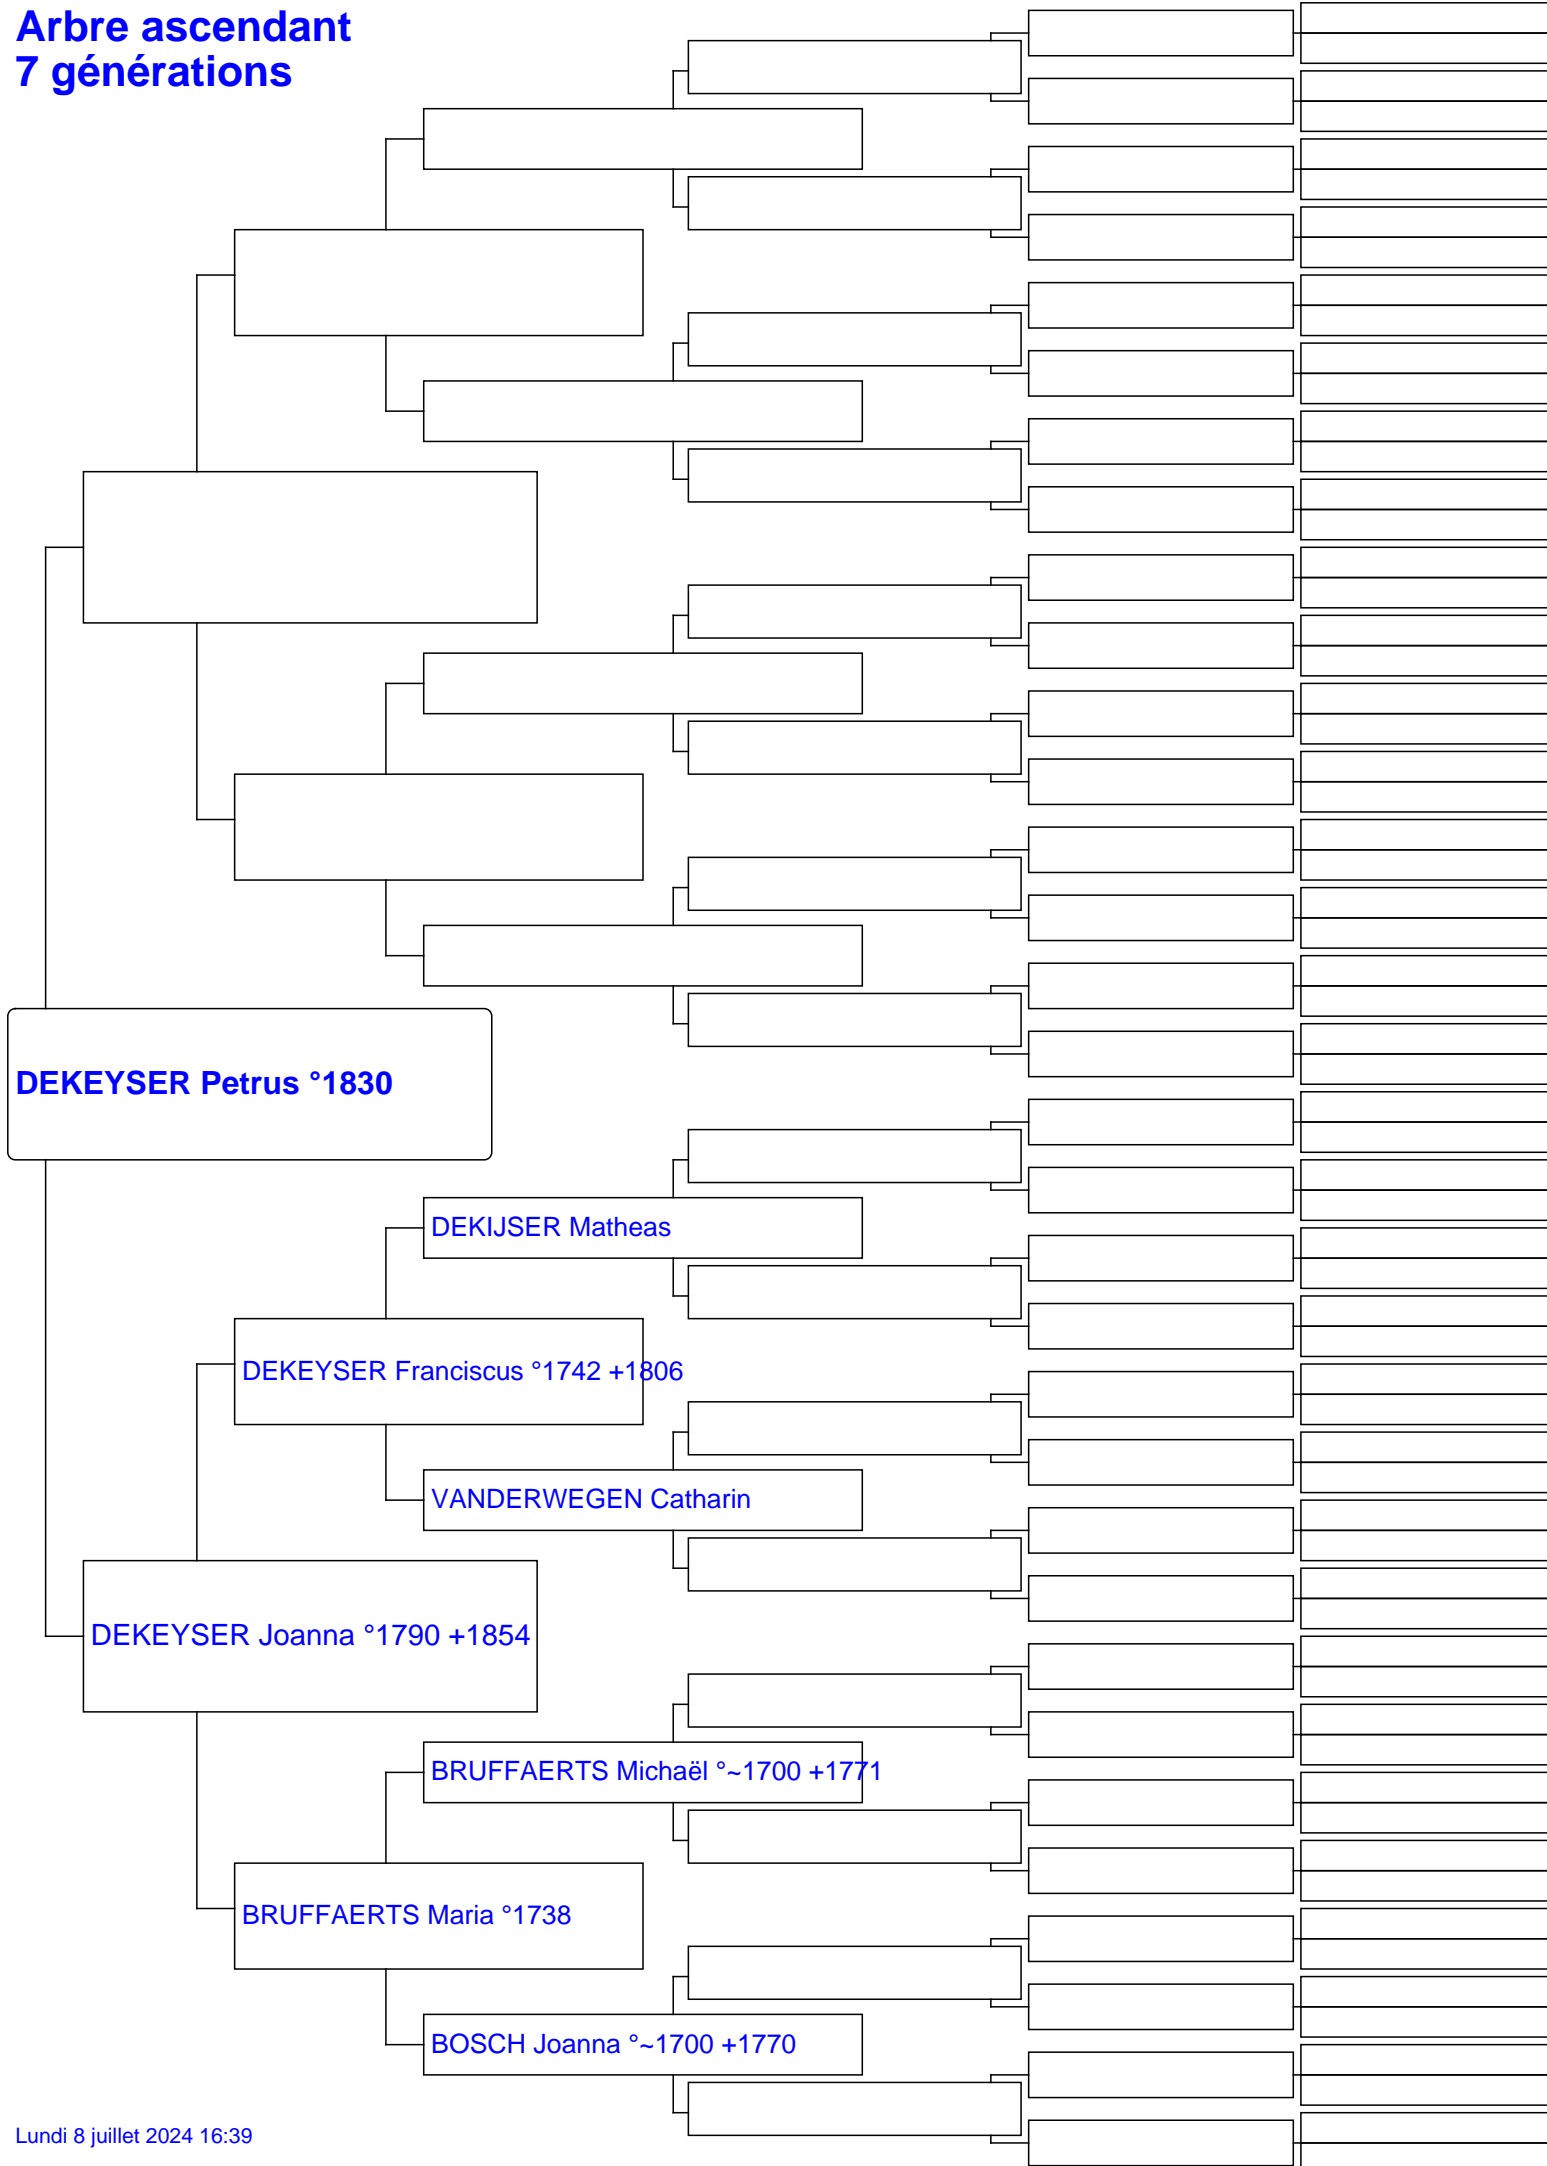 Arbre ascendant
7 générations
DEKEYSER Petrus °1830
DEKIJSER Matheas
DEKEYSER Franciscus °1742 +1806
VANDERWEGEN Catharin
DEKEYSER Joanna °1790 +1854
BRUFFAERTS Michaël °~1700 +1771
BRUFFAERTS Maria °1738
BOSCH Joanna °~1700 +1770
Lundi 8 juillet 2024 16:39